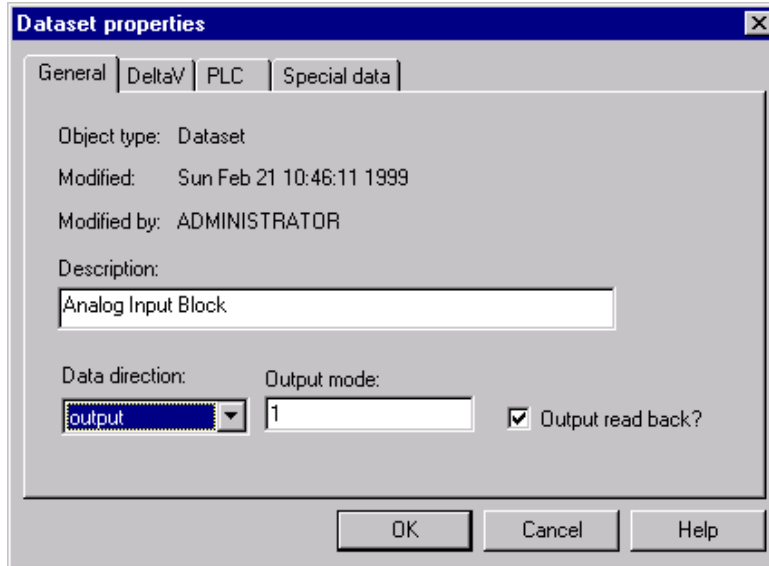 Dataset properties
General DeltaV PLC Special data
Object type: Dataset
Modified: Sun Feb 21 10:46:11 1999
Modified by: ADMINISTRATOR
Description:
Analog Input Block
Data direction: Output mode:
output 1 Output read back?
OK Cancel Help